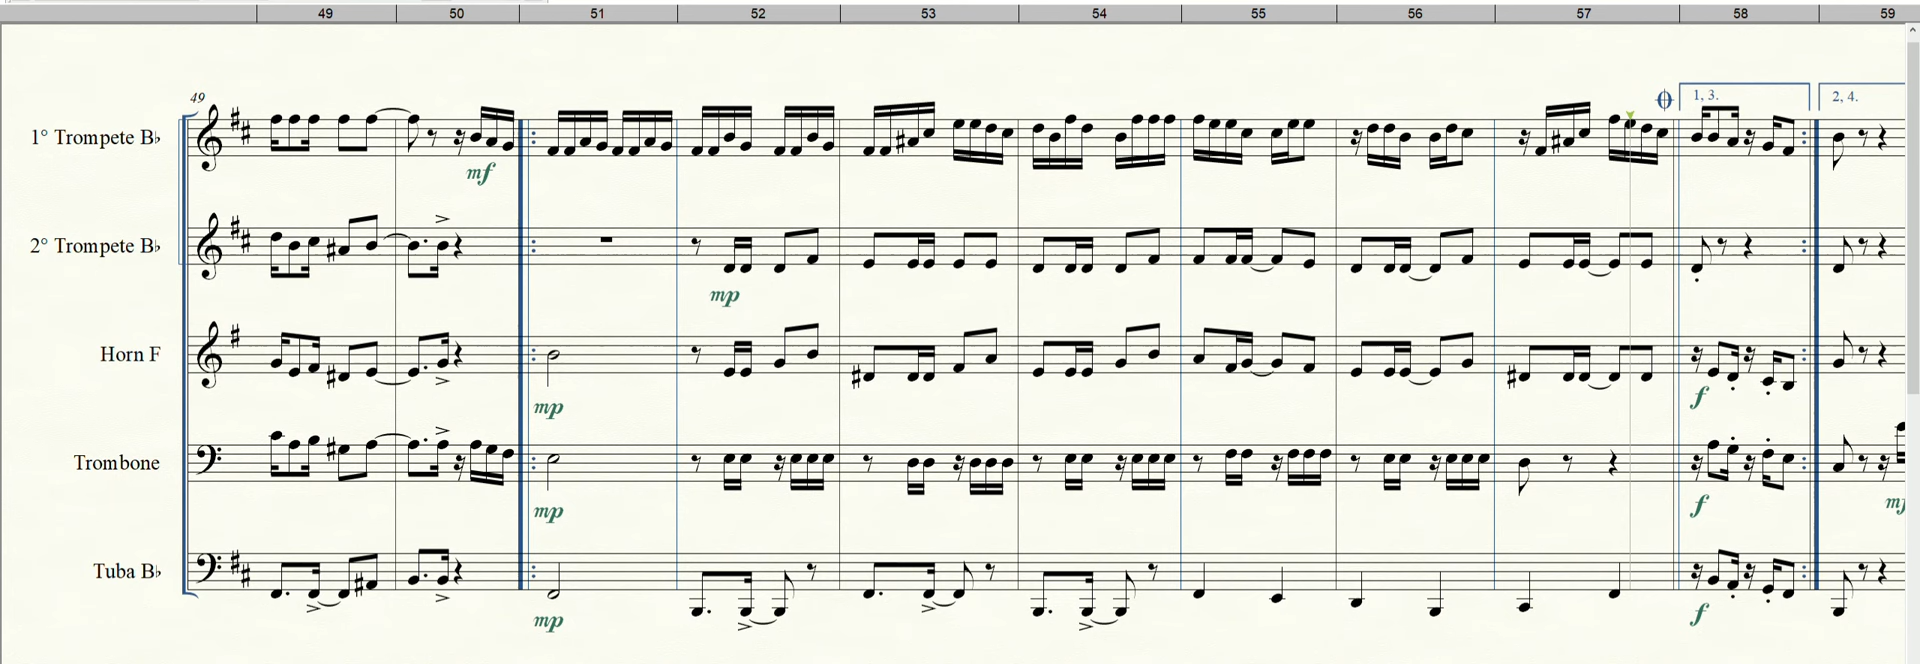 49 50 51 52 53 54 55 56 57 58 59
49
1, 3.
2, 4.
1° Trompete B♭
mf
2° Trompete B♭
mp
Horn F
mp
f
Trombone
mp
f
mf
Tuba B♭
mp
f